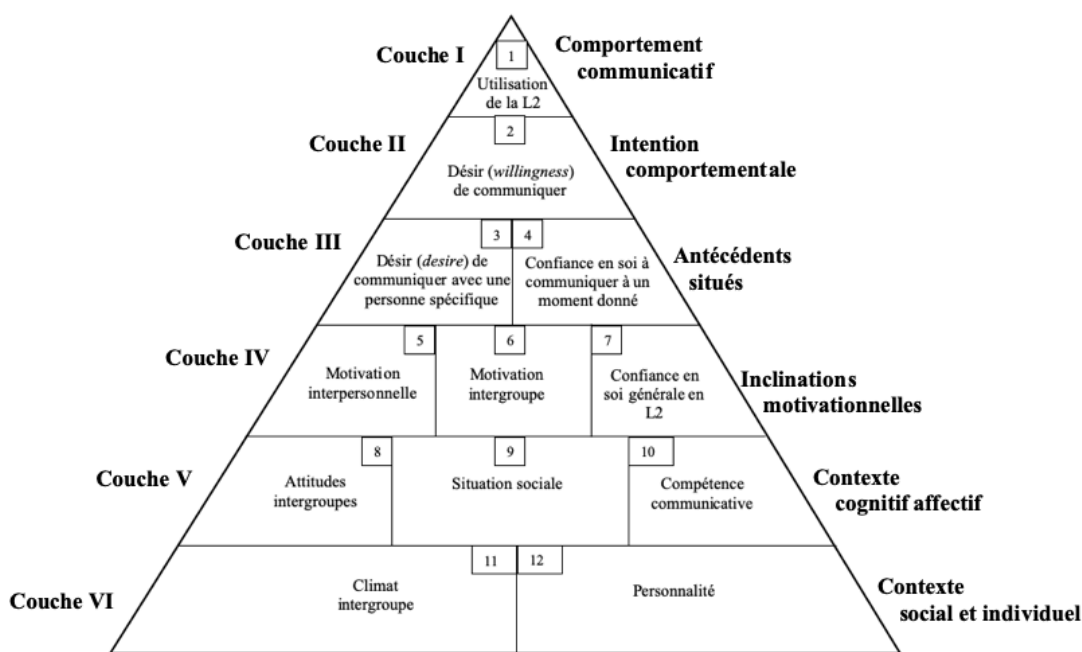 Couche I
1
Comportement
communicatif
Utilisation
de la L2
Couche II
2
Intention
comportementale
Désir (willingness)
de communiquer
Couche III
3
4
Antécédents
situés
Désir (desire) de
communiquer avec une
personne spécifique
Confiance en soi à
communiquer à un
moment donné
Couche IV
5
6
7
Inclinations
motivationnelles
Motivation
interpersonnelle
Motivation
intergroupe
Confiance en
soi générale en
L2
Couche V
8
9
10
Contexte
cognitif affectif
Attitudes
intergroupes
Situation sociale
Compétence
communicative
Couche VI
11
12
Contexte
social et individuel
Climat
intergroupe
Personnalité